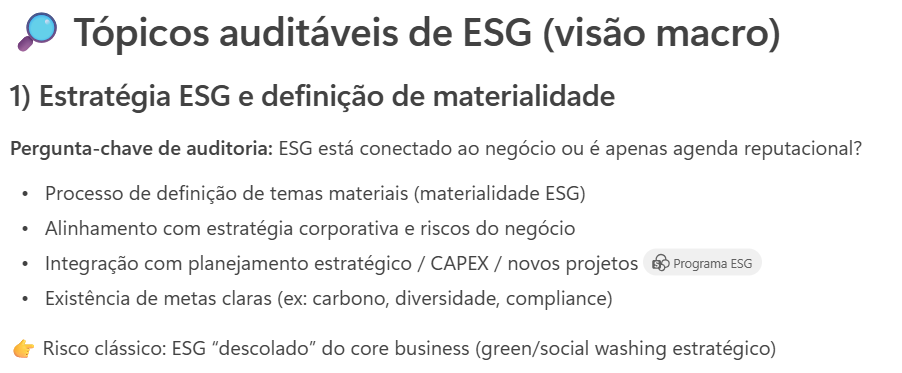 Tópicos auditáveis de ESG (visão macro)
1) Estratégia ESG e definição de materialidade
Pergunta-chave de auditoria: ESG está conectado ao negócio ou é apenas agenda reputacional?
• Processo de definição de temas materiais (materialidade ESG)
• Alinhamento com estratégia corporativa e riscos do negócio
• Integração com planejamento estratégico / CAPEX / novos projetos Programa ESG
• Existência de metas claras (ex: carbono, diversidade, compliance)
👉 Risco clássico: ESG “descolado” do core business (green/social washing estratégico)